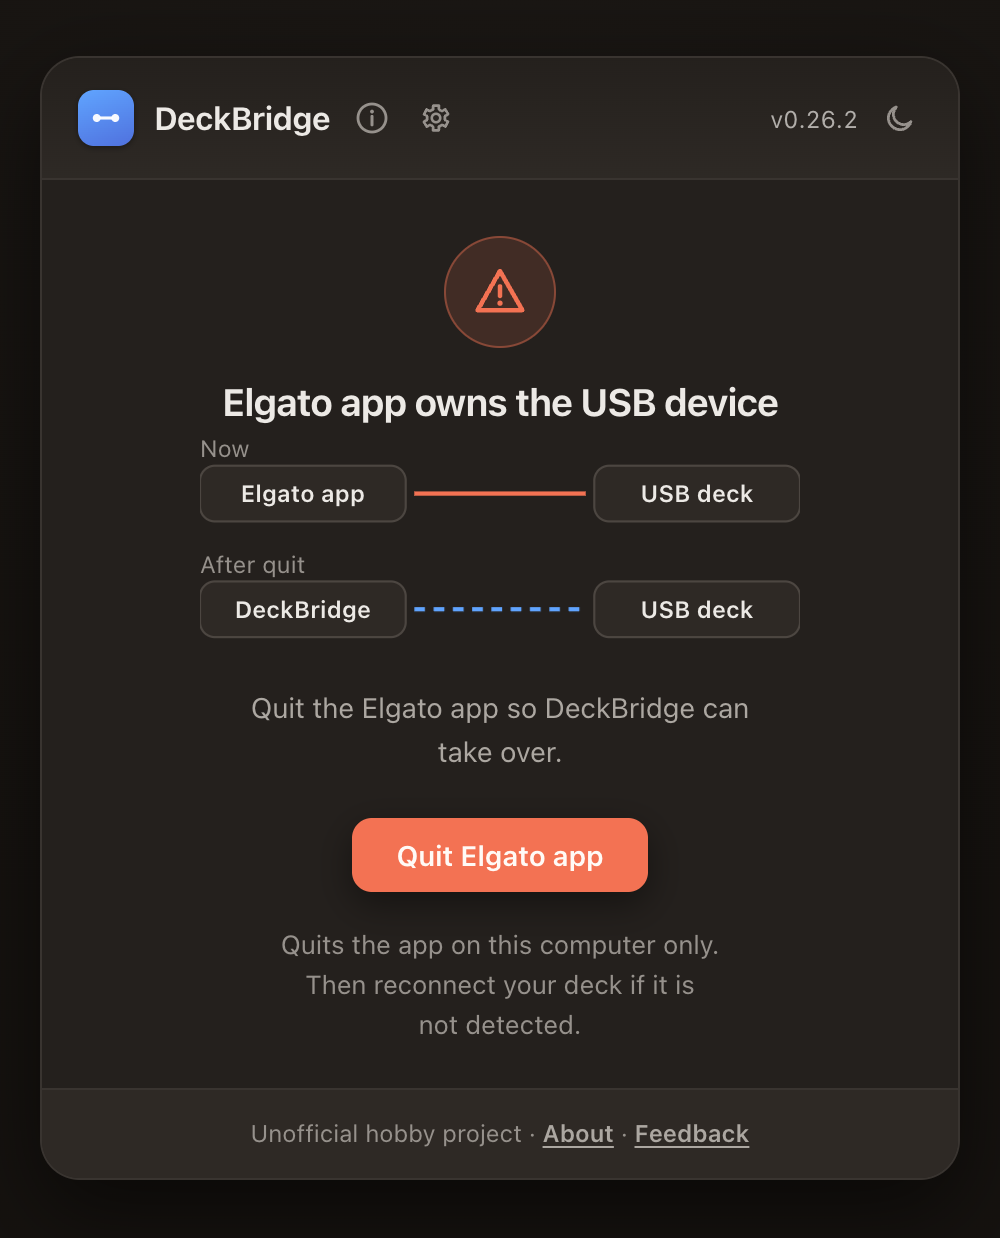 DeckBridge
v0.26.2
Elgato app owns the USB device
Now
Elgato app
USB deck
After quit
DeckBridge
USB deck
Quit the Elgato app so DeckBridge can
take over.
Quit Elgato app
Quits the app on this computer only.
Then reconnect your deck if it is
not detected.
Unofficial hobby project · About · Feedback